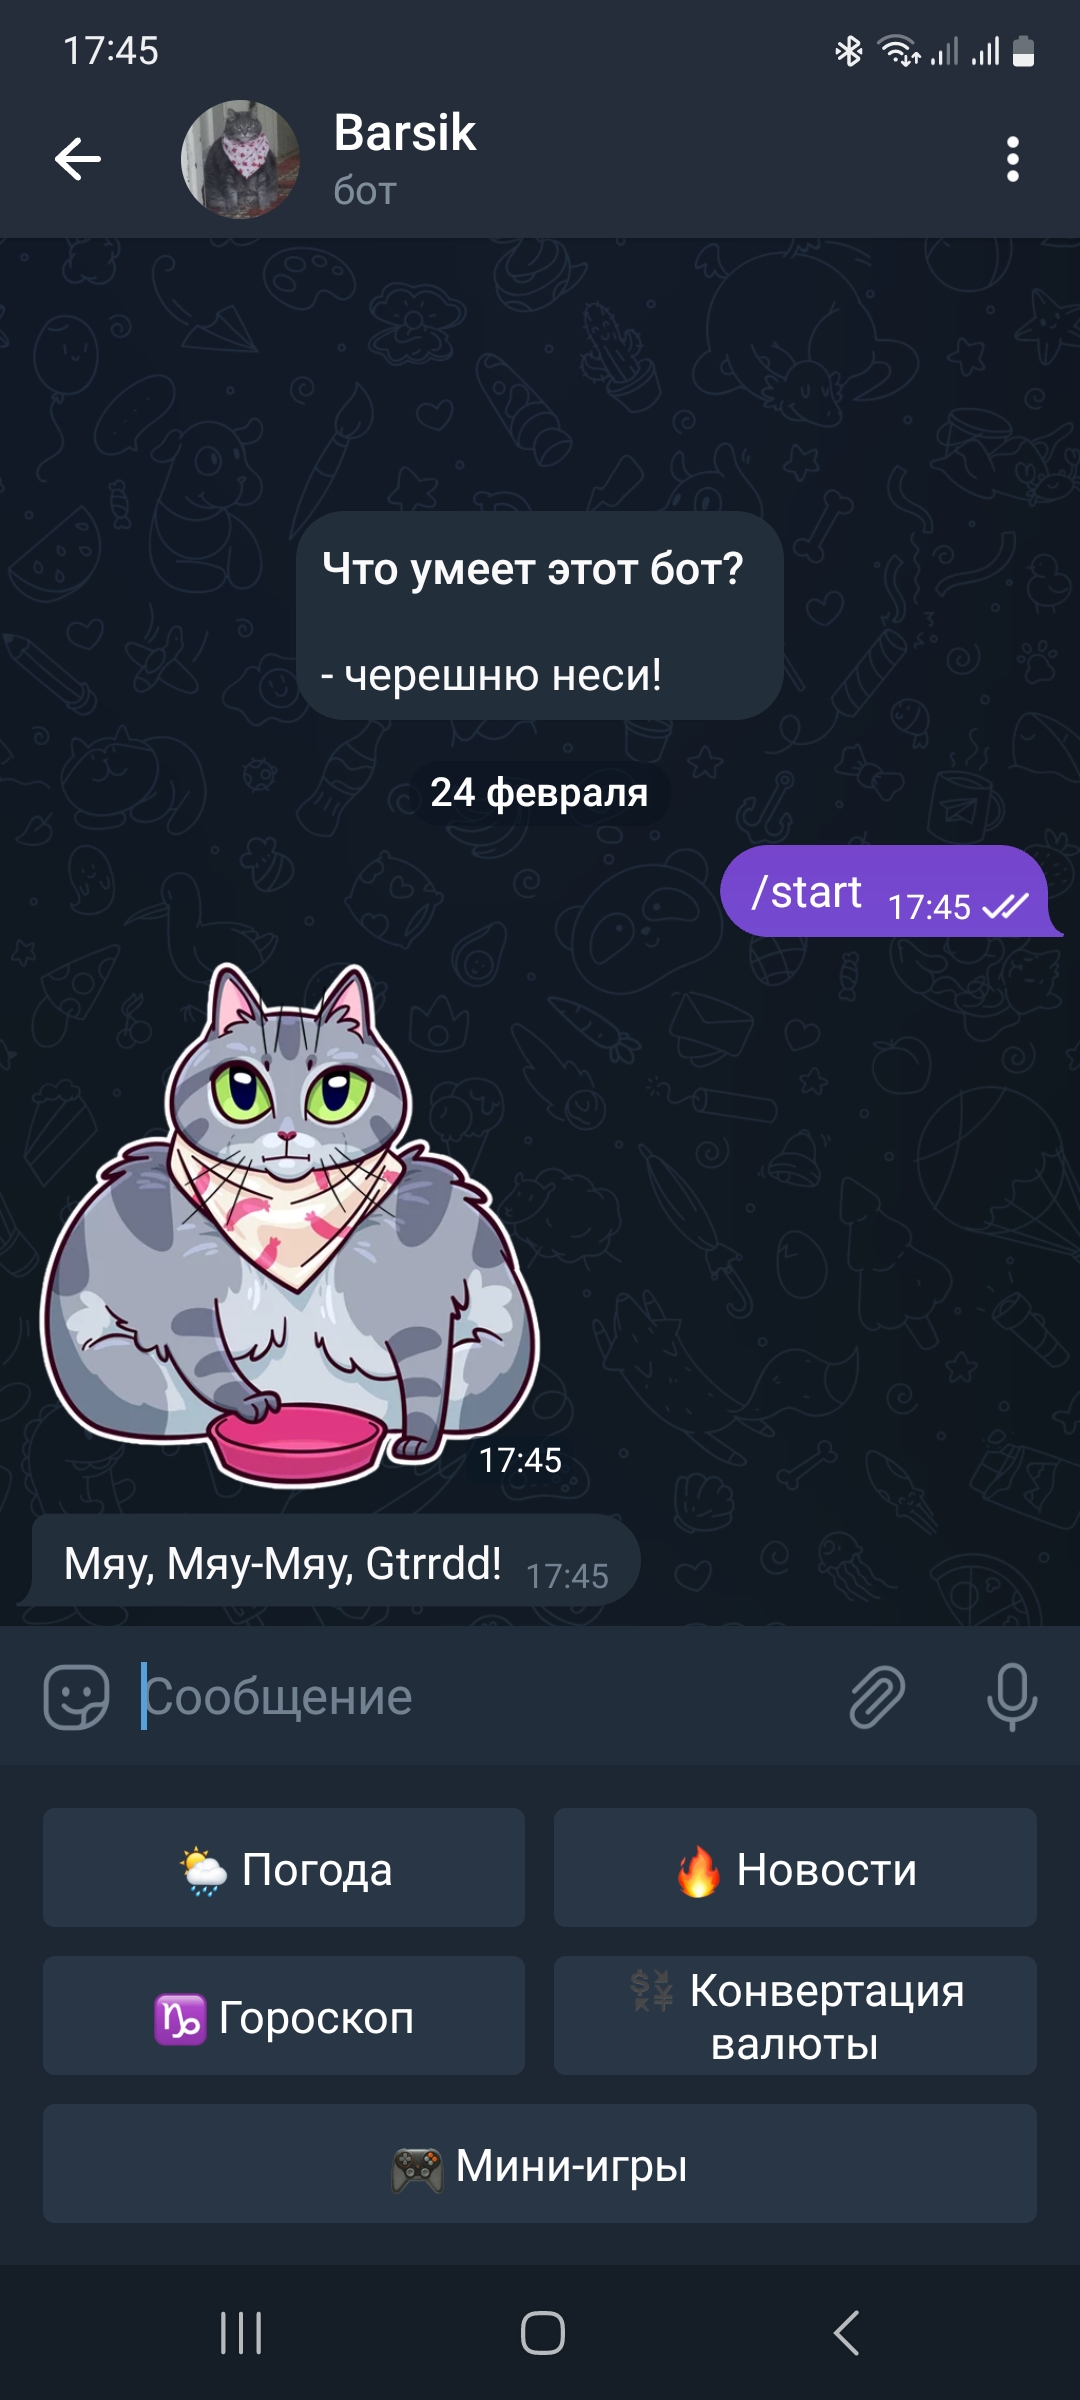 17:45
Barsik
бот
Что умеет этот бот?
- черешню неси!
24 февраля
/start 17:45
17:45
Мяу, Мяу-Мяу, Gtrrdd! 17:45
Сообщение
Погода
Новости
Гороскоп
Конвертация
валюты
Мини-игры